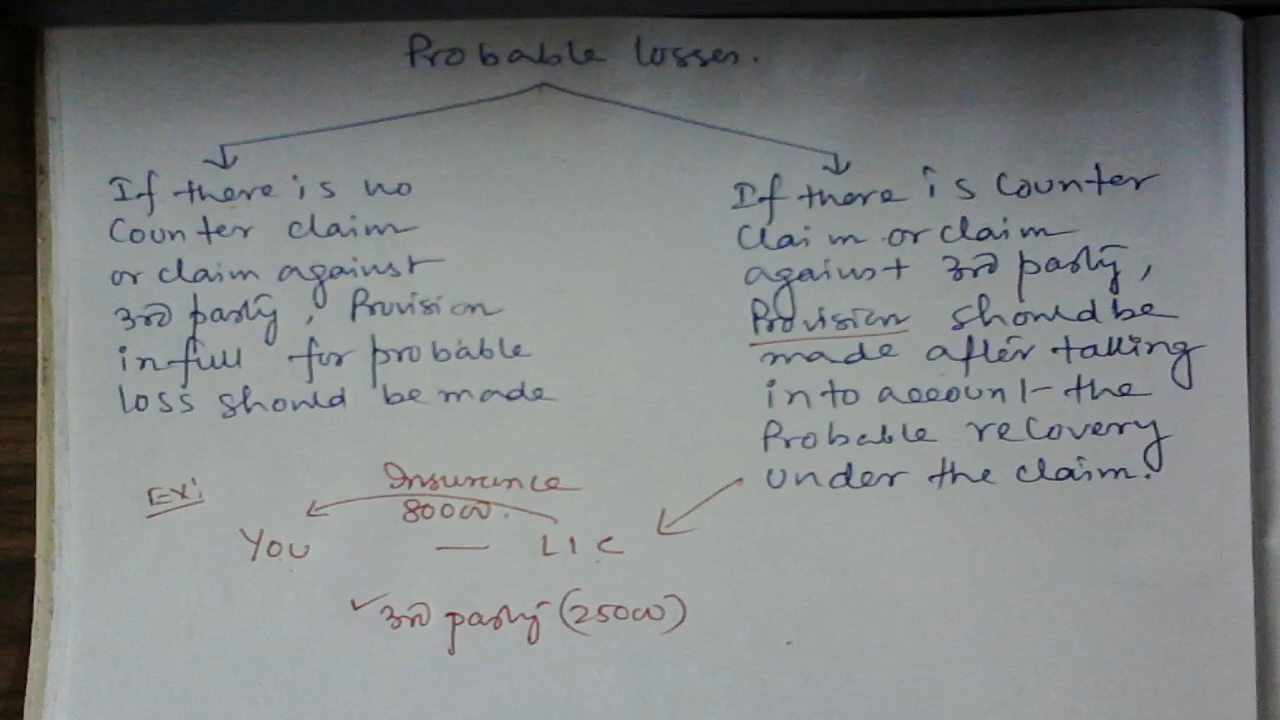 Probable losses.
If there is no
Counter claim
or claim against
3rd party, Provision
in full for probable
loss should be made
If there is Counter
Claim or claim
against 3rd party,
Provision should be
made after taking
into account the
Probable recovery
under the claim.
Ex:
Insurance
80000.
You — LIC
✓3rd party (25000)